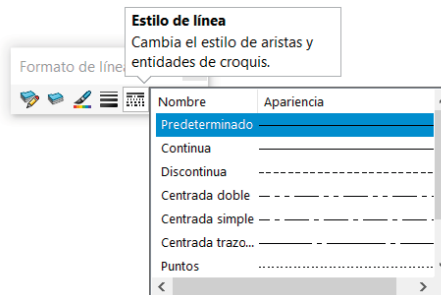 Estilo de línea
Cambia el estilo de aristas y
entidades de croquis.
Formato de líne
Nombre Apariencia
Predeterminado
Continua
Discontinua
Centrada doble
Centrada simple
Centrada trazo...
Puntos